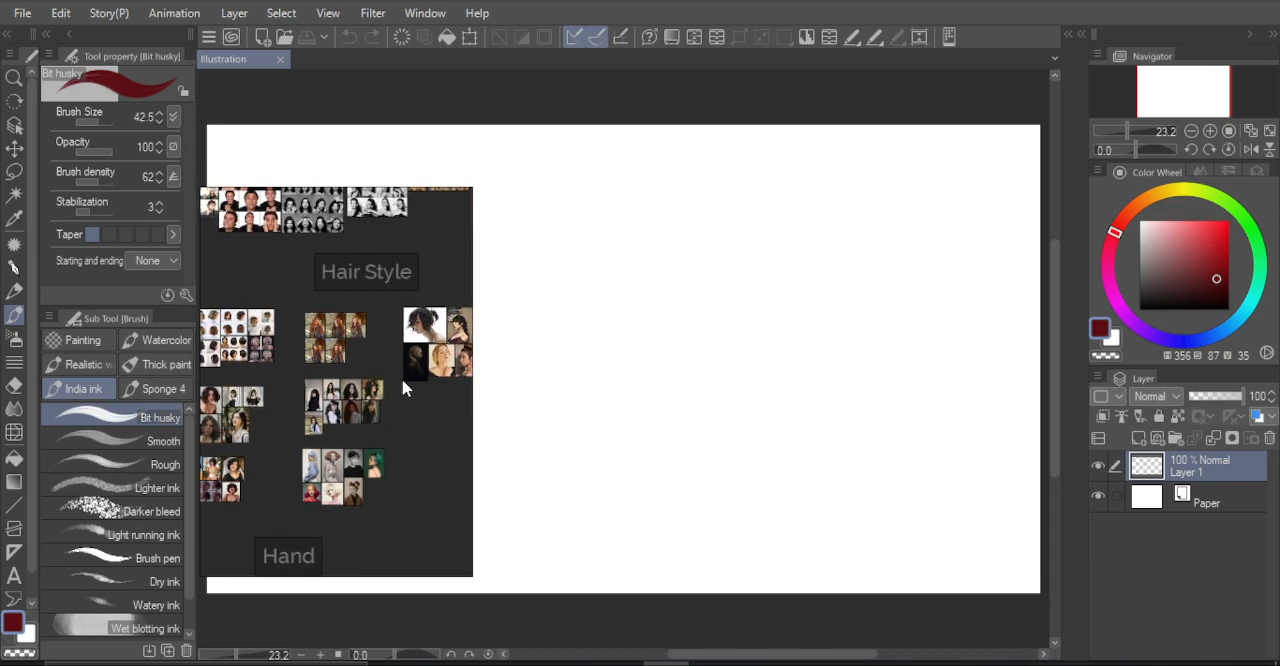 File Edit Story(P) Animation Layer Select View Filter Window Help
Tool property [Bit husky]
Bit husky
Brush Size 42.5
Opacity 100
Brush density 62
Stabilization 3
Taper
Starting and ending None
Sub Tool [Brush]
Painting Watercolor
Realistic w Thick paint
India ink Sponge 4
Bit husky
Smooth
Rough
Lighter ink
Darker bleed
Light running ink
Brush pen
Dry ink
Watery ink
Wet blotting ink
Illustration
Hair Style
Hand
23.2 0.0
Navigator
23.2
0.0
Color Wheel
356 87 35
Layer
Normal 100
100 % Normal
Layer 1
Paper